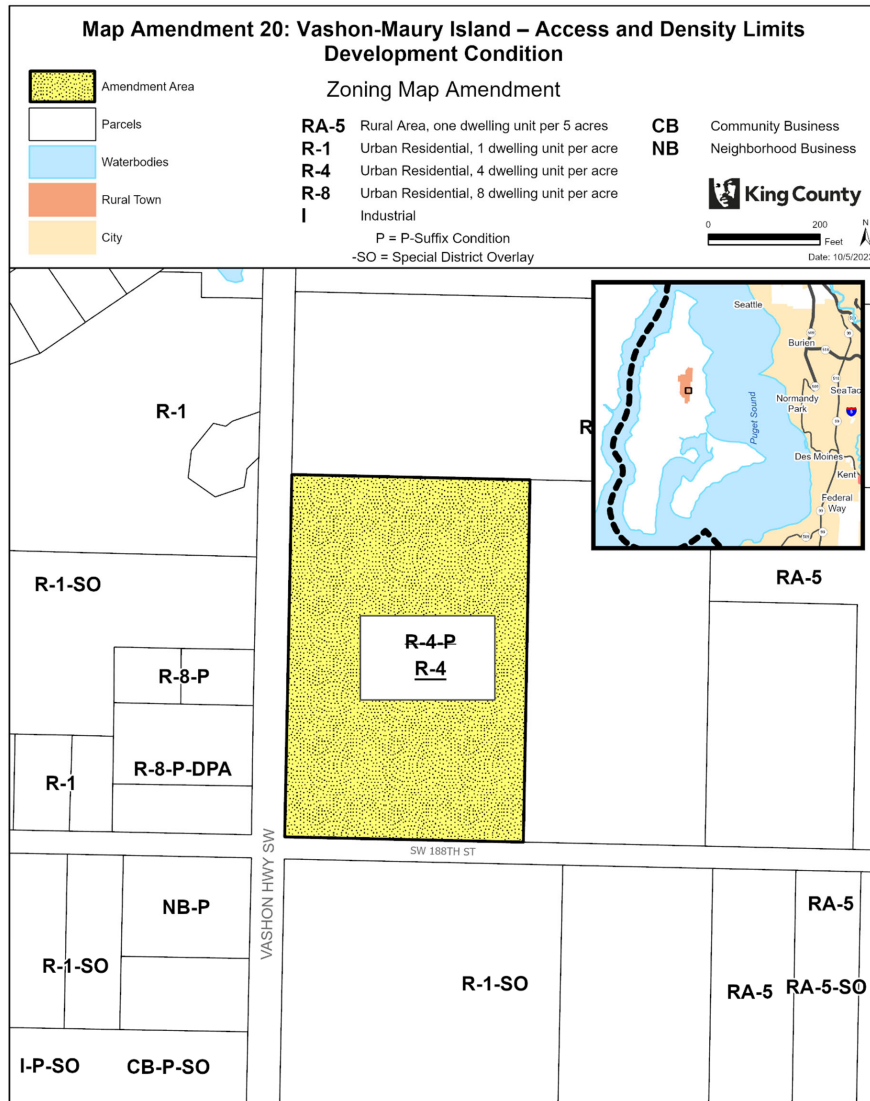 Map Amendment 20: Vashon-Maury Island – Access and Density Limits
Development Condition
Zoning Map Amendment
Amendment Area
Parcels
Waterbodies
Rural Town
City
RA-5 Rural Area, one dwelling unit per 5 acres
R-1 Urban Residential, 1 dwelling unit per acre
R-4 Urban Residential, 4 dwelling unit per acre
R-8 Urban Residential, 8 dwelling unit per acre
I Industrial
P = P-Suffix Condition
-SO = Special District Overlay
CB Community Business
NB Neighborhood Business
King County
0 200
Feet
N
Date: 10/5/2023
Seattle
Burien
SeaTac
Normandy
Park
Puget Sound
Des Moines
Kent
Federal
Way
R-1
R
R-1-SO
RA-5
R-4-P
R-4
R-8-P
R-8-P-DPA
R-1
SW 188TH ST
VASHON HWY SW
NB-P
RA-5
R-1-SO
R-1-SO
RA-5
RA-5-SO
I-P-SO
CB-P-SO